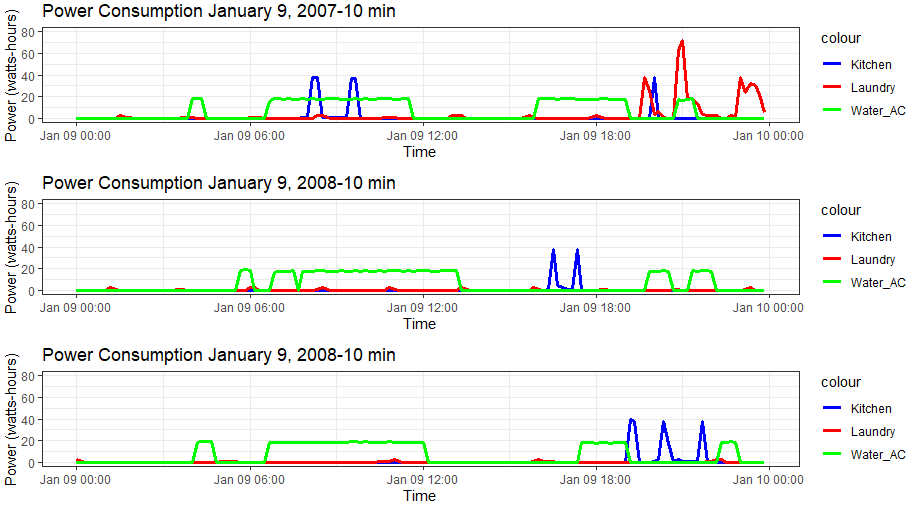 Power Consumption January 9, 2007-10 min
Power (watts-hours)
80
60
40
20
0
Jan 09 00:00 Jan 09 06:00 Jan 09 12:00 Jan 09 18:00 Jan 10 00:00
Time
colour
Kitchen
Laundry
Water_AC
Power Consumption January 9, 2008-10 min
Power (watts-hours)
80
60
40
20
0
Jan 09 00:00 Jan 09 06:00 Jan 09 12:00 Jan 09 18:00 Jan 10 00:00
Time
colour
Kitchen
Laundry
Water_AC
Power Consumption January 9, 2008-10 min
Power (watts-hours)
80
60
40
20
0
Jan 09 00:00 Jan 09 06:00 Jan 09 12:00 Jan 09 18:00 Jan 10 00:00
Time
colour
Kitchen
Laundry
Water_AC